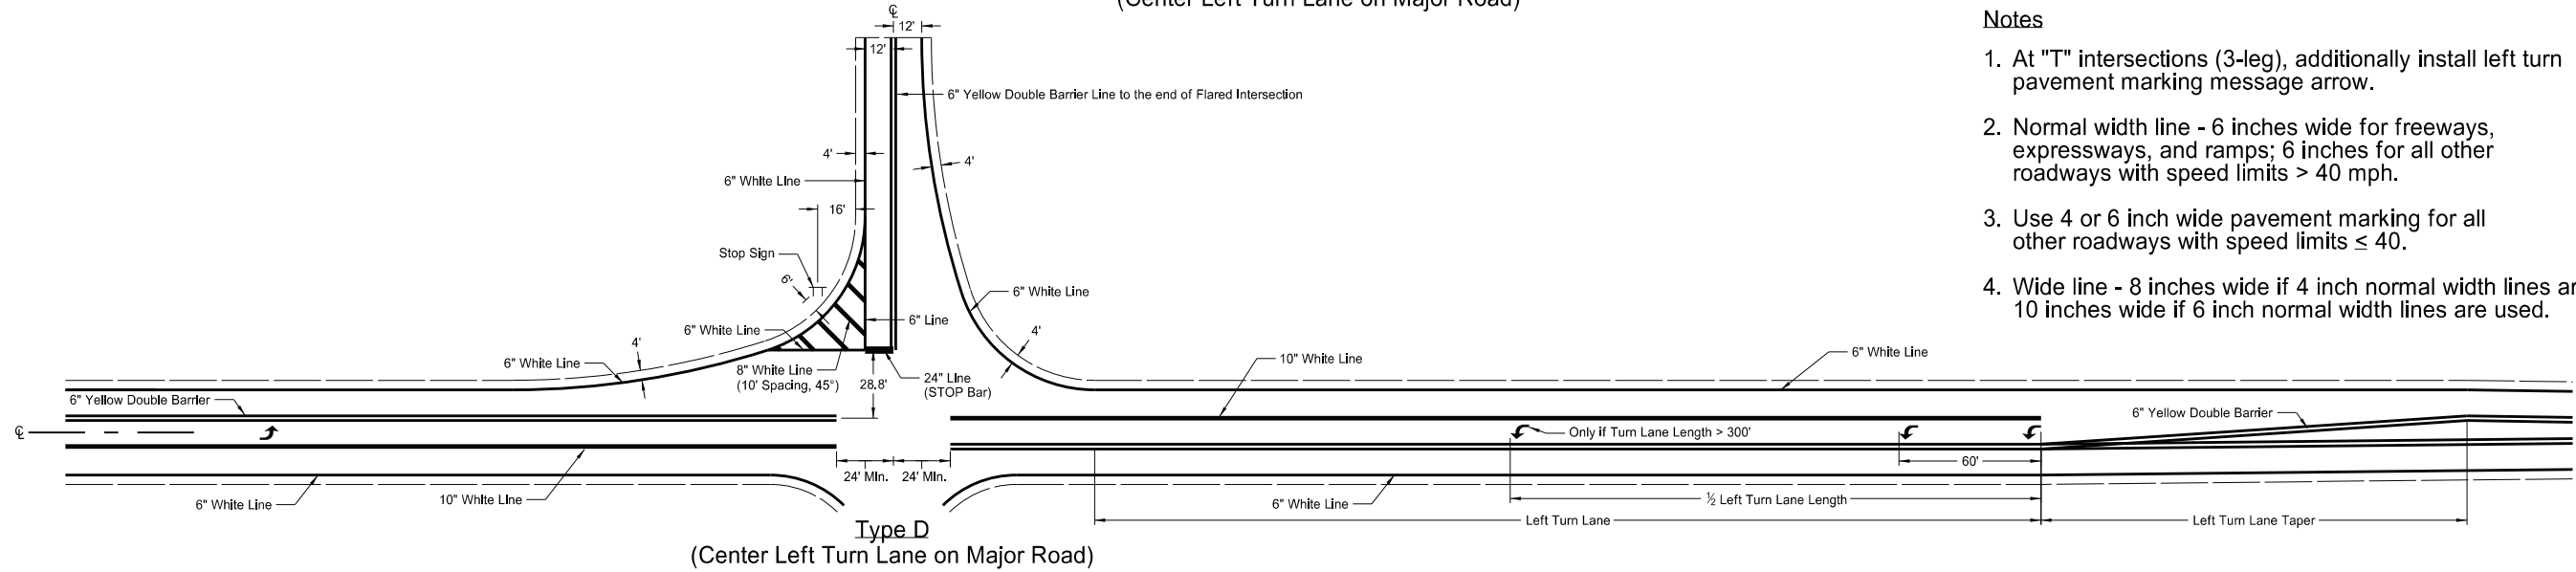 (Center Left Turn Lane on Major Road)
℄
12'
12'
6" Yellow Double Barrier Line to the end of Flared Intersection
4'
4'
6" White Line
16'
Stop Sign
6'
6" White Line
6" Line
6" White Line
4'
4'
6" White Line
8" White Line
(10' Spacing, 45°)
28.8'
24" Line
(STOP Bar)
10" White Line
6" White Line
6" Yellow Double Barrier
6" Yellow Double Barrier
℄
Only if Turn Lane Length > 300'
60'
24' Min.
24' Min.
6" White Line
10" White Line
6" White Line
½ Left Turn Lane Length
Left Turn Lane
Left Turn Lane Taper
Type D
(Center Left Turn Lane on Major Road)
Notes
1. At "T" intersections (3-leg), additionally install left turn
pavement marking message arrow.
2. Normal width line - 6 inches wide for freeways,
expressways, and ramps; 6 inches for all other
roadways with speed limits > 40 mph.
3. Use 4 or 6 inch wide pavement marking for all
other roadways with speed limits ≤ 40.
4. Wide line - 8 inches wide if 4 inch normal width lines
10 inches wide if 6 inch normal width lines are used.